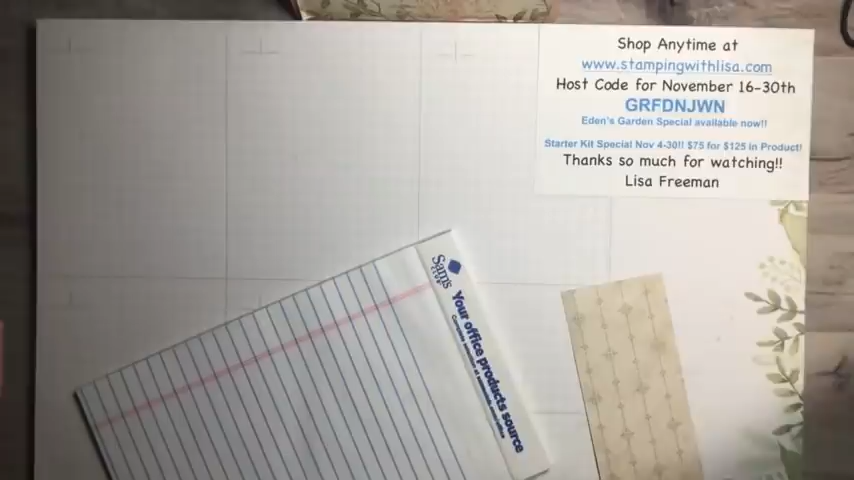 Shop Anytime at
www.stampingwithlisa.com
Host Code for November 16-30th
GRFDNJWN
Eden's Garden Special available now!!
Starter Kit Special Nov 4-30!! $75 for $125 in Product!
Thanks so much for watching!!
Lisa Freeman
Sam's
CLUB
Your office products source